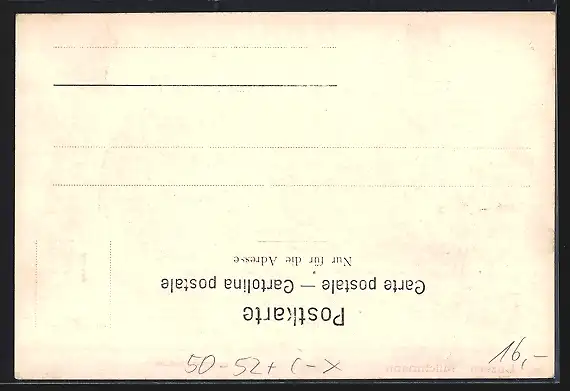 Postkarte
Carte postale — Cartolina postale
Nur für die Adresse
50-52+ (-X
16,-